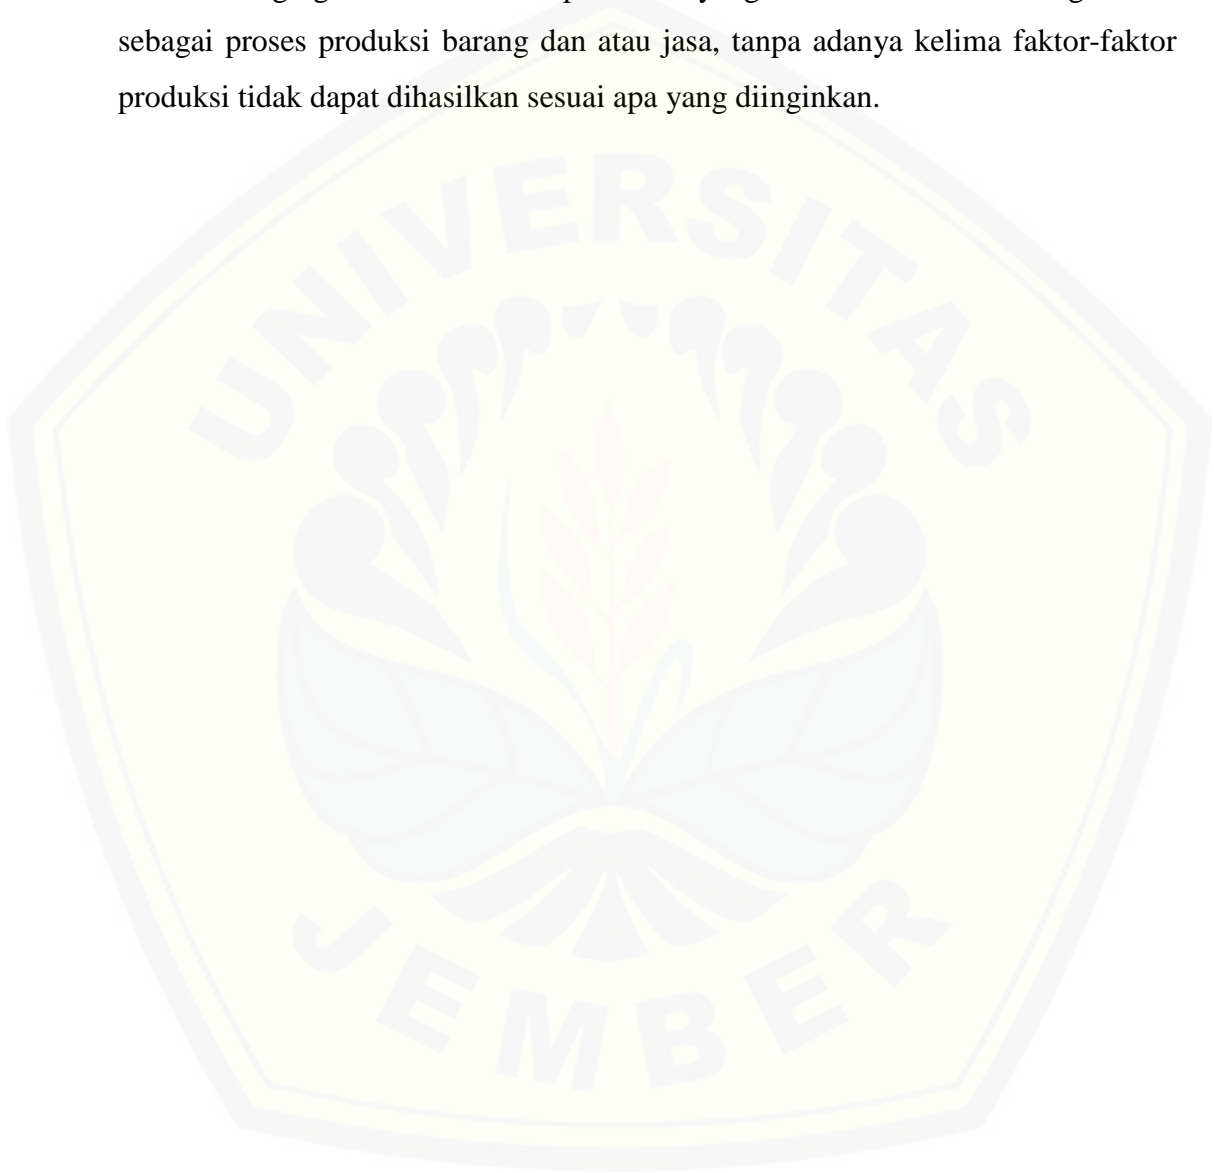 sebagai proses produksi barang dan atau jasa, tanpa adanya kelima faktor-faktor
produksi tidak dapat dihasilkan sesuai apa yang diinginkan.
UNIVERSITAS
JEMBER